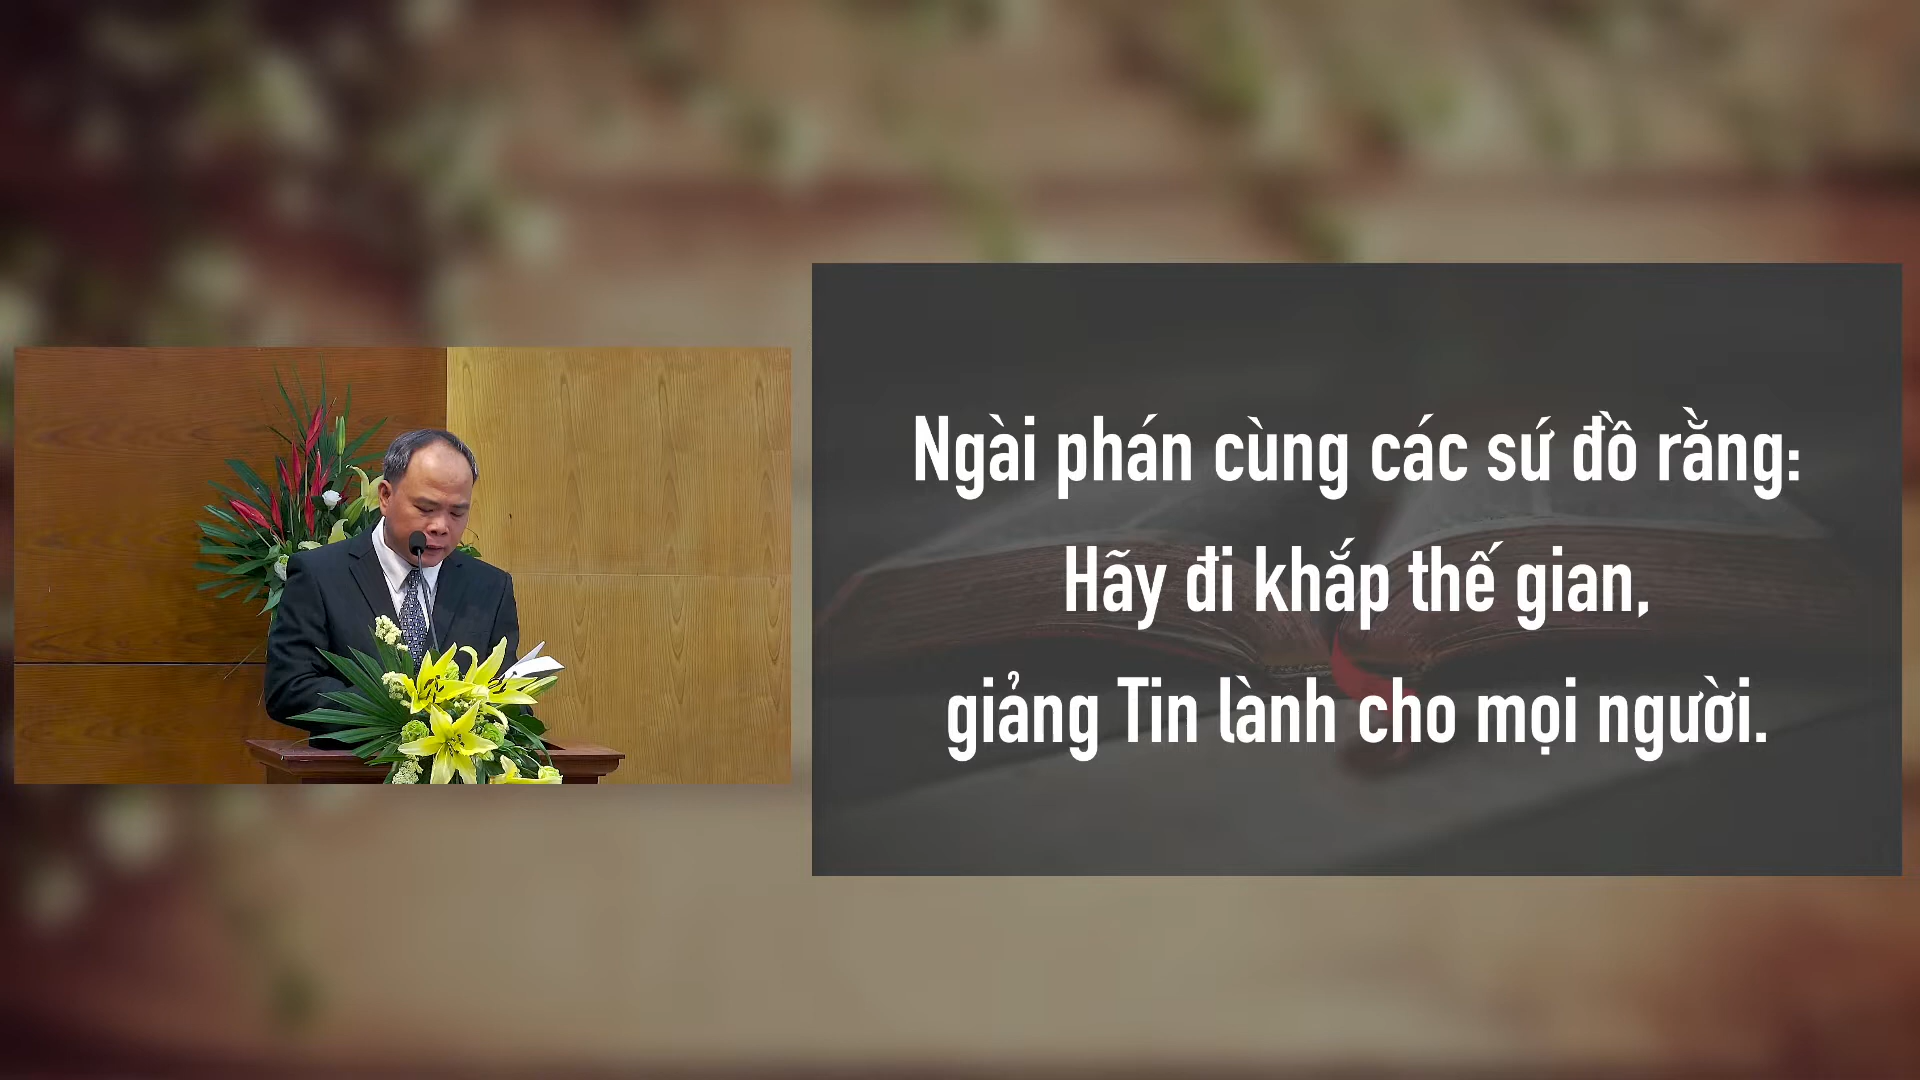 Ngài phán cùng các sứ đồ rằng:
Hãy đi khắp thế gian,
giảng Tin lành cho mọi người.